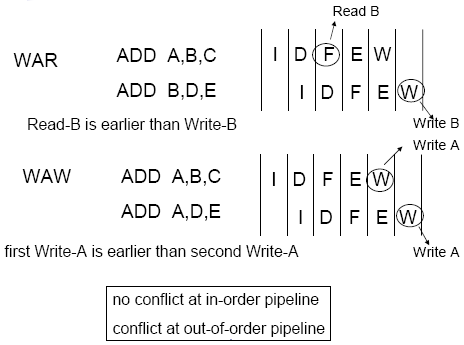 Read B
WAR ADD A,B,C I D F E W
ADD B,D,E I D F E W
Read-B is earlier than Write-B Write B
Write A
WAW ADD A,B,C I D F E W
ADD A,D,E I D F E W
first Write-A is earlier than second Write-A Write A
no conflict at in-order pipeline
conflict at out-of-order pipeline